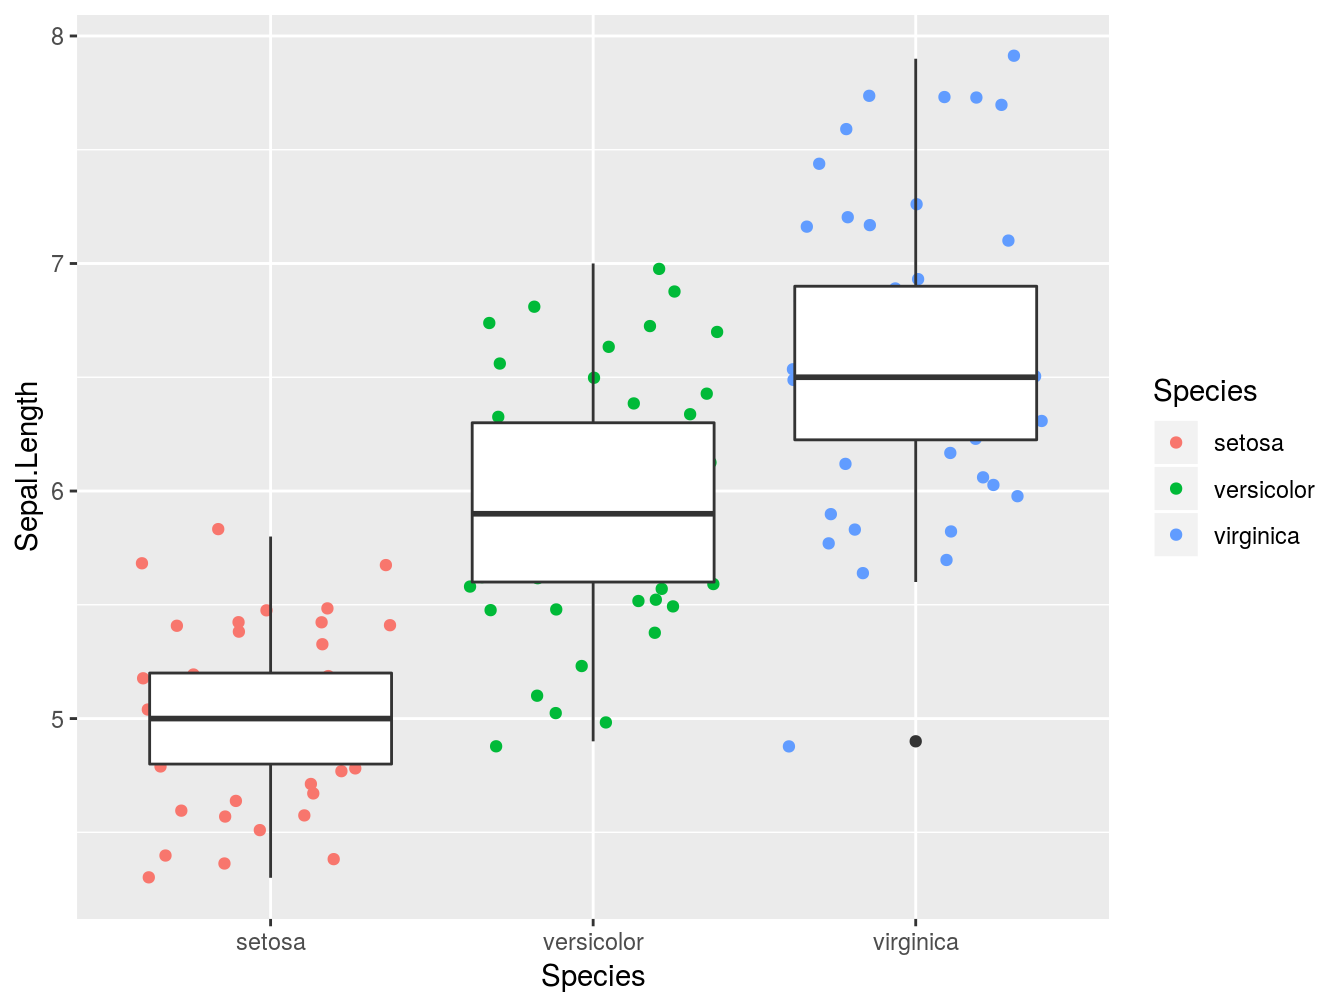 8
7
6
5
Sepal.Length
setosa
versicolor
virginica
Species
Species
setosa
versicolor
virginica